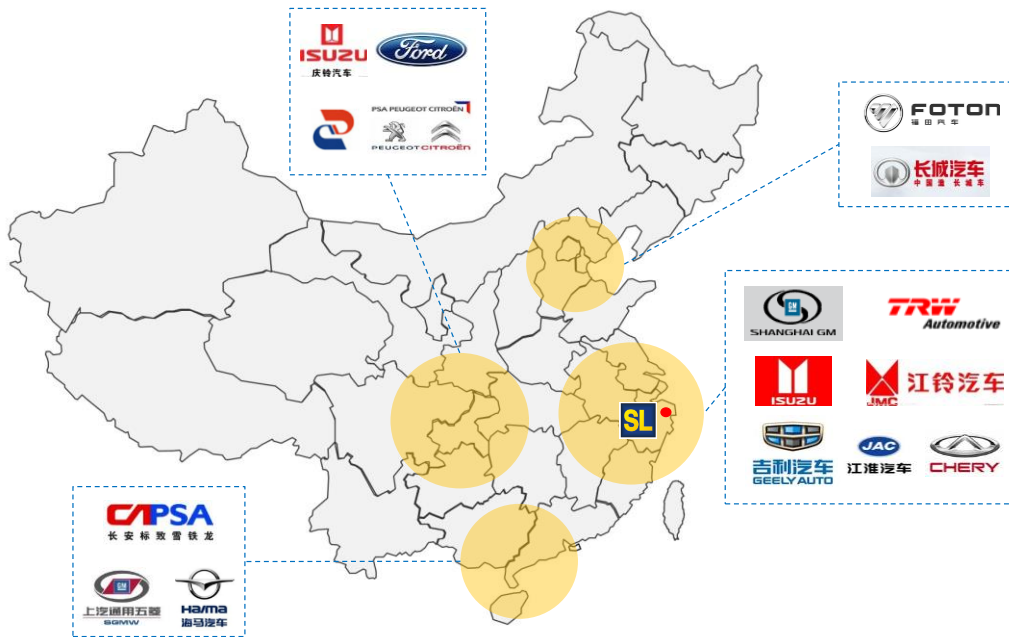 ISUZU
庆铃汽车
Ford
PSA PEUGEOT CITROËN
PEUGEOT CITROËN
FOTON
福田汽车
长城汽车
中国造 长城车
GM
SHANGHAI GM
TRW
Automotive
ISUZU
JMC
江铃汽车
吉利汽车
GEELY AUTO
JAC
江淮汽车
CHERY
SL
CAPSA
长安标致雪铁龙
GM
上汽通用五菱
SGMW
Haima
海马汽车